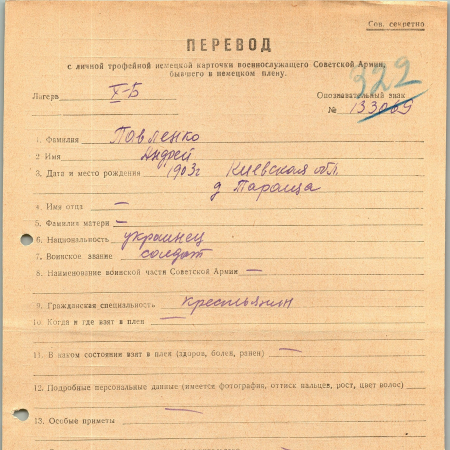 Сов. секретно
ПЕРЕВОД
с личной трофейной немецкой карточки военнослужащего Советской Армии,
бывшего в немецком плену.
322
Лагерь X-Б Опознавательный знак
№ 133069
1. Фамилия Павленко
2 Имя Андрей
3. Дата и место рождения 1903г Киевская обл.
д Тараща
4. Имя отца —
5. Фамилия матери —
6. Национальность украинец
7. Воинское звание солдат
8. Наименование воинской части Советской Армии —
9. Гражданская специальность крестьянин
10. Когда и где взят в плен —
11. В каком состоянии взят в плен (здоров, болен, ранен) —
12. Подробные персональные данные (имеется фотография, оттиск пальцев, рост, цвет волос)
—
13. Особые приметы —